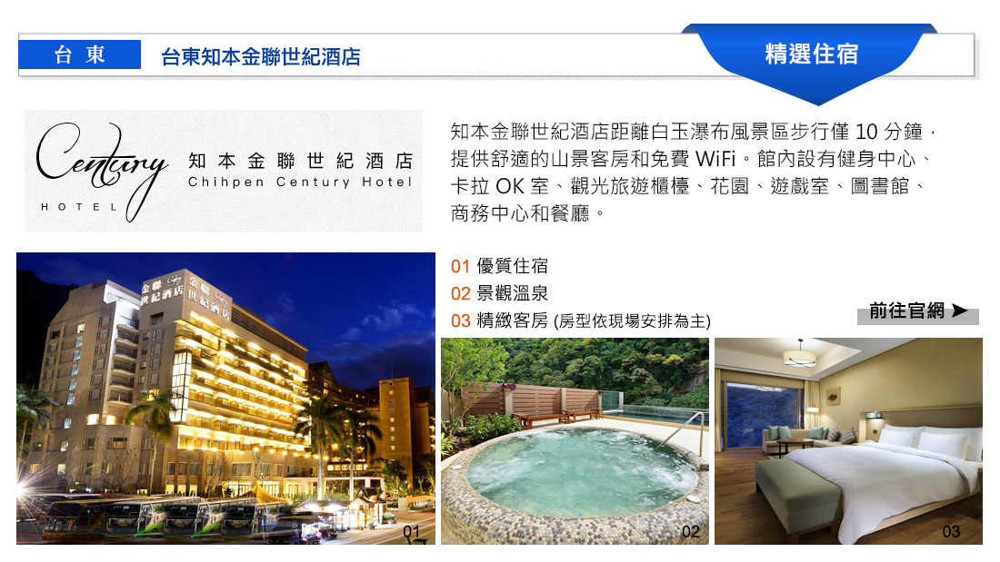 台 東
台東知本金聯世紀酒店
精選住宿
Century
HOTEL
知本金聯世紀酒店
Chihpen Century Hotel
知本金聯世紀酒店距離白玉瀑布風景區步行僅 10 分鐘，
提供舒適的山景客房和免費 WiFi。館內設有健身中心、
卡拉 OK 室、觀光旅遊櫃檯、花園、遊戲室、圖書館、
商務中心和餐廳。
01 優質住宿
02 景觀溫泉
03 精緻客房 (房型依現場安排為主)
前往官網 ➤
金聯
世紀酒店
金聯
世紀酒店
01
02
03